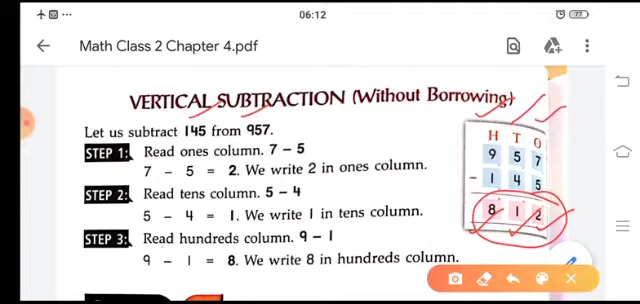 06:12
27
Math Class 2 Chapter 4.pdf
VERTICAL SUBTRACTION (Without Borrowing)
Let us subtract 145 from 957.
STEP 1: Read ones column. 7 – 5
7 – 5 = 2. We write 2 in ones column.
STEP 2: Read tens column. 5 – 4
5 – 4 = 1. We write 1 in tens column.
STEP 3: Read hundreds column. 9 – 1
9 – 1 = 8. We write 8 in hundreds column.
H T O
9 5 7
– 1 4 5
8 1 2